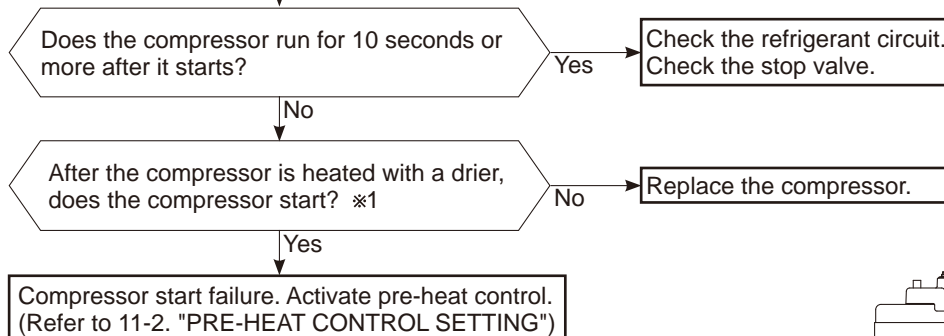 Does the compressor run for 10 seconds or
more after it starts?
Yes
Check the refrigerant circuit.
Check the stop valve.
No
After the compressor is heated with a drier,
does the compressor start? ※1
No
Replace the compressor.
Yes
Compressor start failure. Activate pre-heat control.
(Refer to 11-2. "PRE-HEAT CONTROL SETTING")